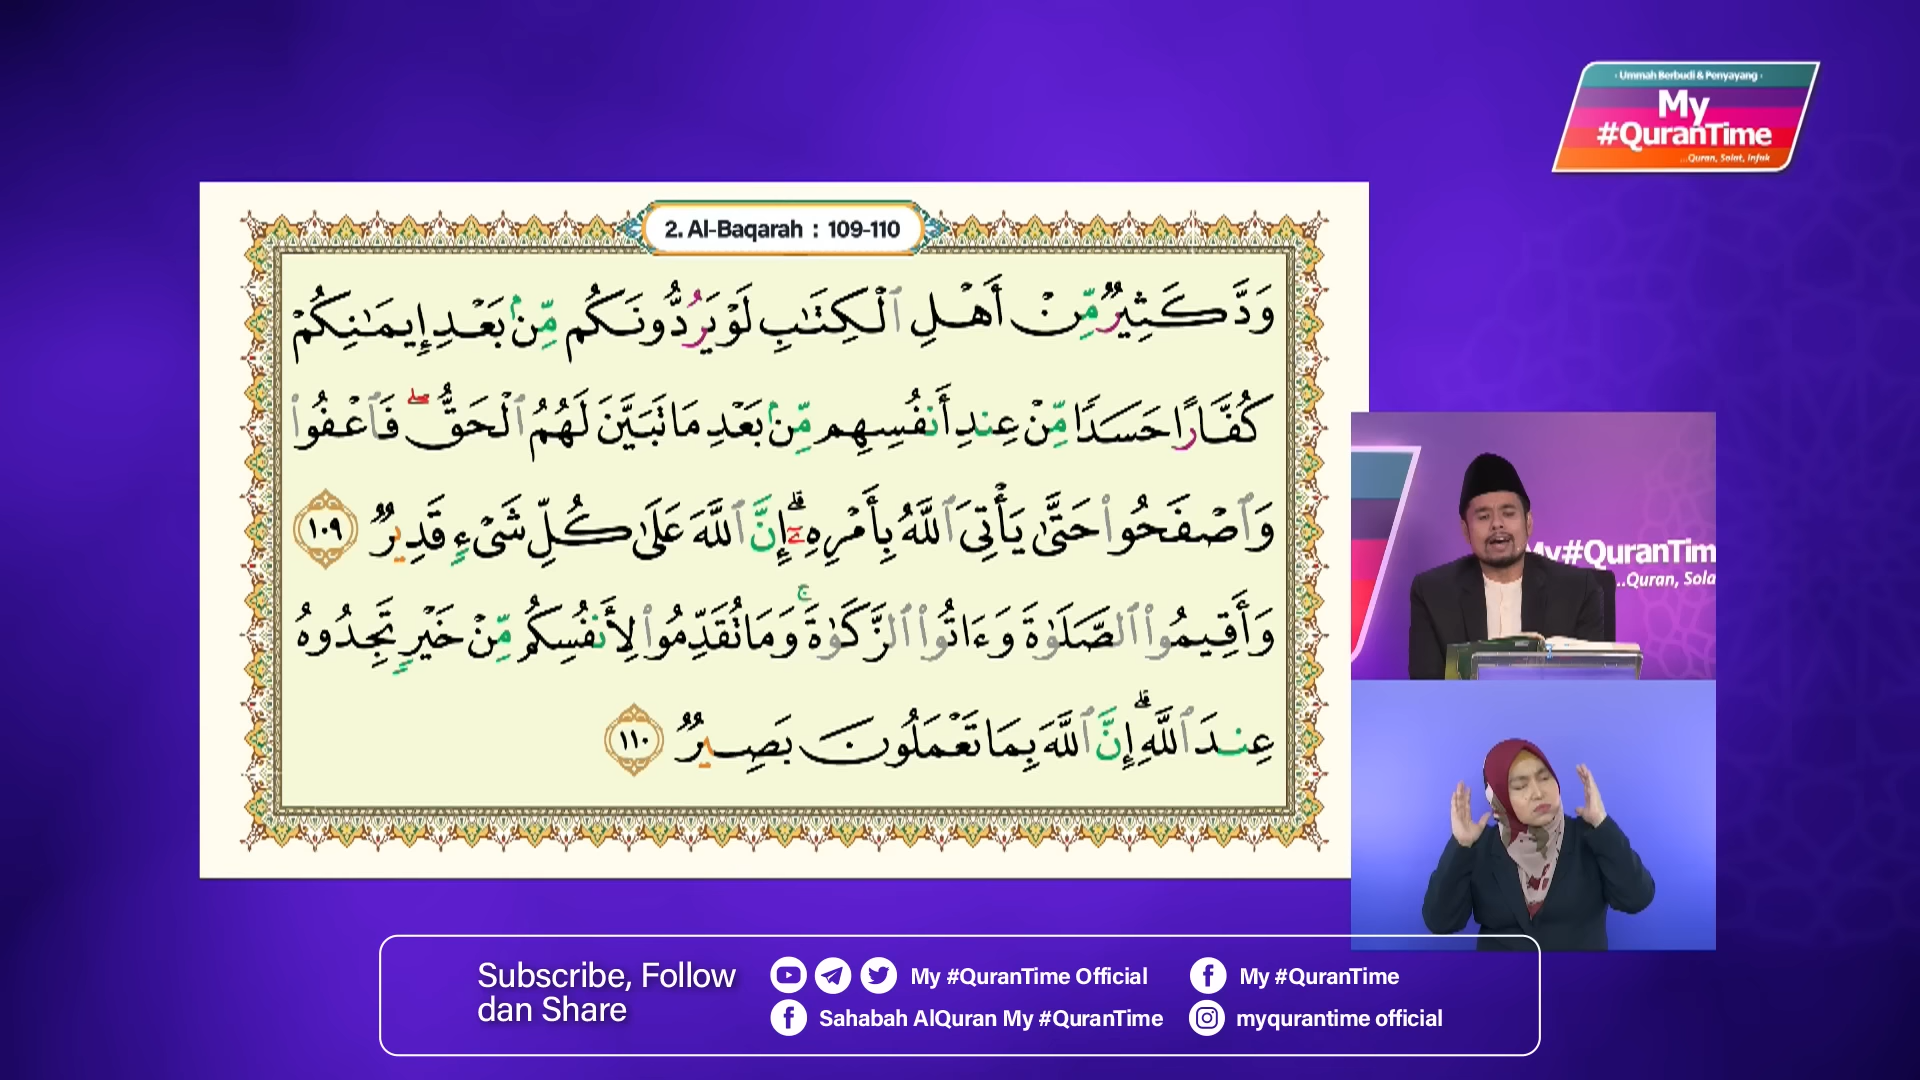 · Ummah Berbudi & Penyayang ·
My
#QuranTime
...Quran, Solat, Infak
2. Al-Baqarah : 109-110
وَدَّ كَثِيرٌ مِّنْ أَهْلِ ٱلْكِتَـٰبِ لَوْ يَرُدُّونَكُم مِّنۢ بَعْدِ إِيمَـٰنِكُمْ
كُفَّارًا حَسَدًا مِّنْ عِندِ أَنفُسِهِم مِّنۢ بَعْدِ مَا تَبَيَّنَ لَهُمُ ٱلْحَقُّ ۖ فَٱعْفُوا۟
وَٱصْفَحُوا۟ حَتَّىٰ يَأْتِىَ ٱللَّهُ بِأَمْرِهِۦٓ ۗ إِنَّ ٱللَّهَ عَلَىٰ كُلِّ شَىْءٍ قَدِيرٌ ١٠٩
وَأَقِيمُوا۟ ٱلصَّلَوٰةَ وَءَاتُوا۟ ٱلزَّكَوٰةَ ۚ وَمَا تُقَدِّمُوا۟ لِأَنفُسِكُم مِّنْ خَيْرٍ تَجِدُوهُ
عِندَ ٱللَّهِ ۗ إِنَّ ٱللَّهَ بِمَا تَعْمَلُونَ بَصِيرٌ ١١٠
My#QuranTim
...Quran, Sola
Subscribe, Follow
dan Share
My #QuranTime Official
My #QuranTime
Sahabah AlQuran My #QuranTime
myqurantime official